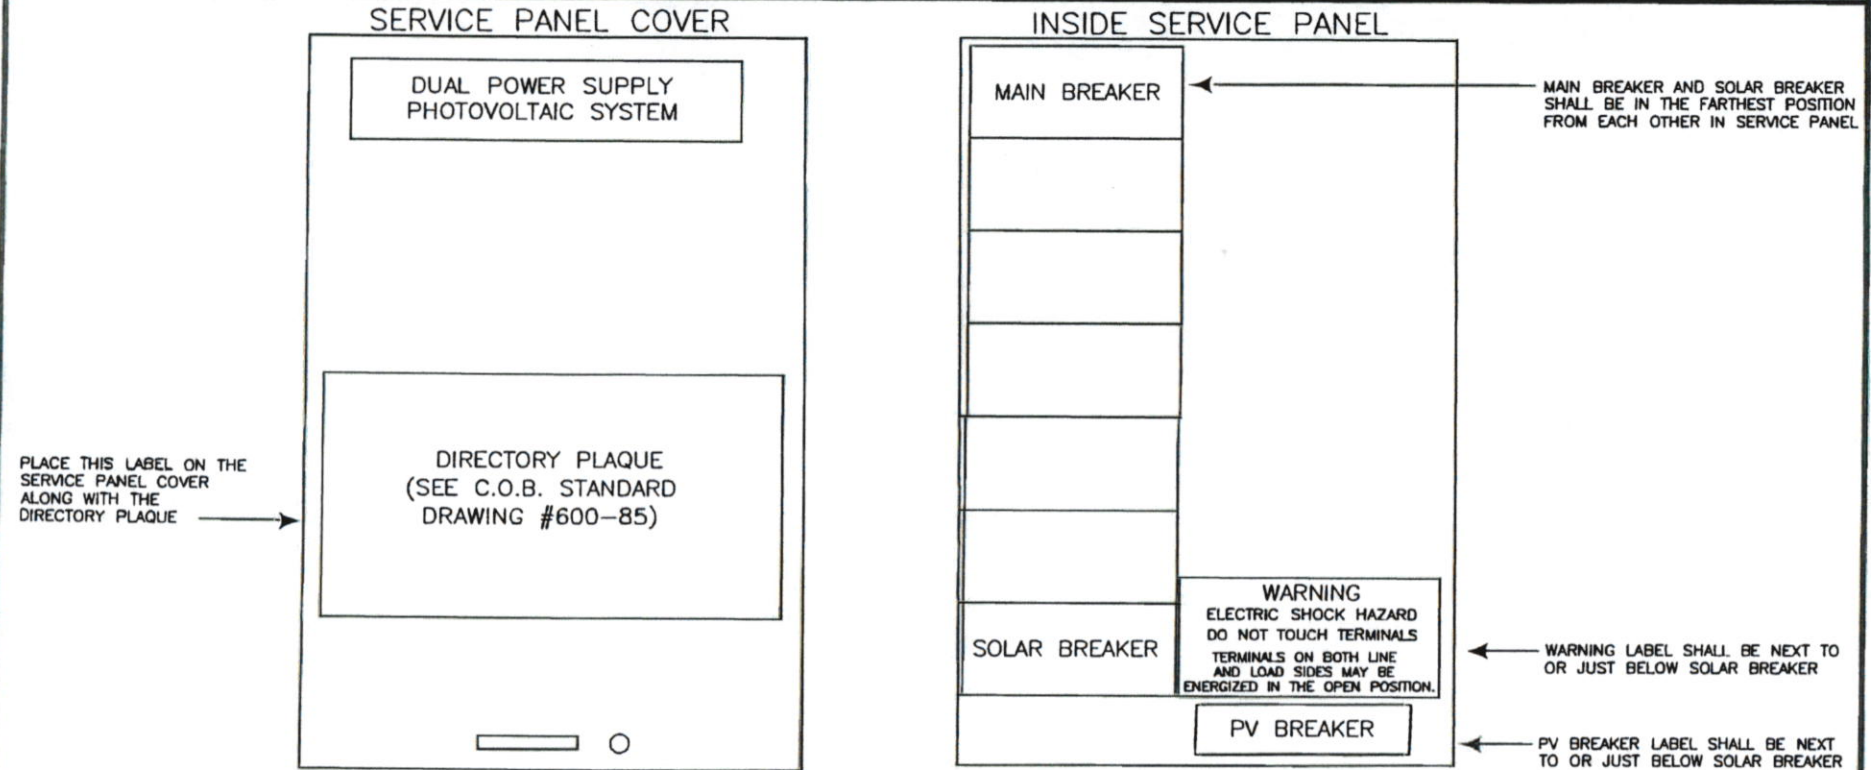 SERVICE PANEL COVER
DUAL POWER SUPPLY
PHOTOVOLTAIC SYSTEM
PLACE THIS LABEL ON THE
SERVICE PANEL COVER
ALONG WITH THE
DIRECTORY PLAQUE
DIRECTORY PLAQUE
(SEE C.O.B. STANDARD
DRAWING #600-85)
INSIDE SERVICE PANEL
MAIN BREAKER
MAIN BREAKER AND SOLAR BREAKER
SHALL BE IN THE FARTHEST POSITION
FROM EACH OTHER IN SERVICE PANEL
SOLAR BREAKER
WARNING
ELECTRIC SHOCK HAZARD
DO NOT TOUCH TERMINALS
TERMINALS ON BOTH LINE
AND LOAD SIDES MAY BE
ENERGIZED IN THE OPEN POSITION.
WARNING LABEL SHALL BE NEXT TO
OR JUST BELOW SOLAR BREAKER
PV BREAKER
PV BREAKER LABEL SHALL BE NEXT
TO OR JUST BELOW SOLAR BREAKER